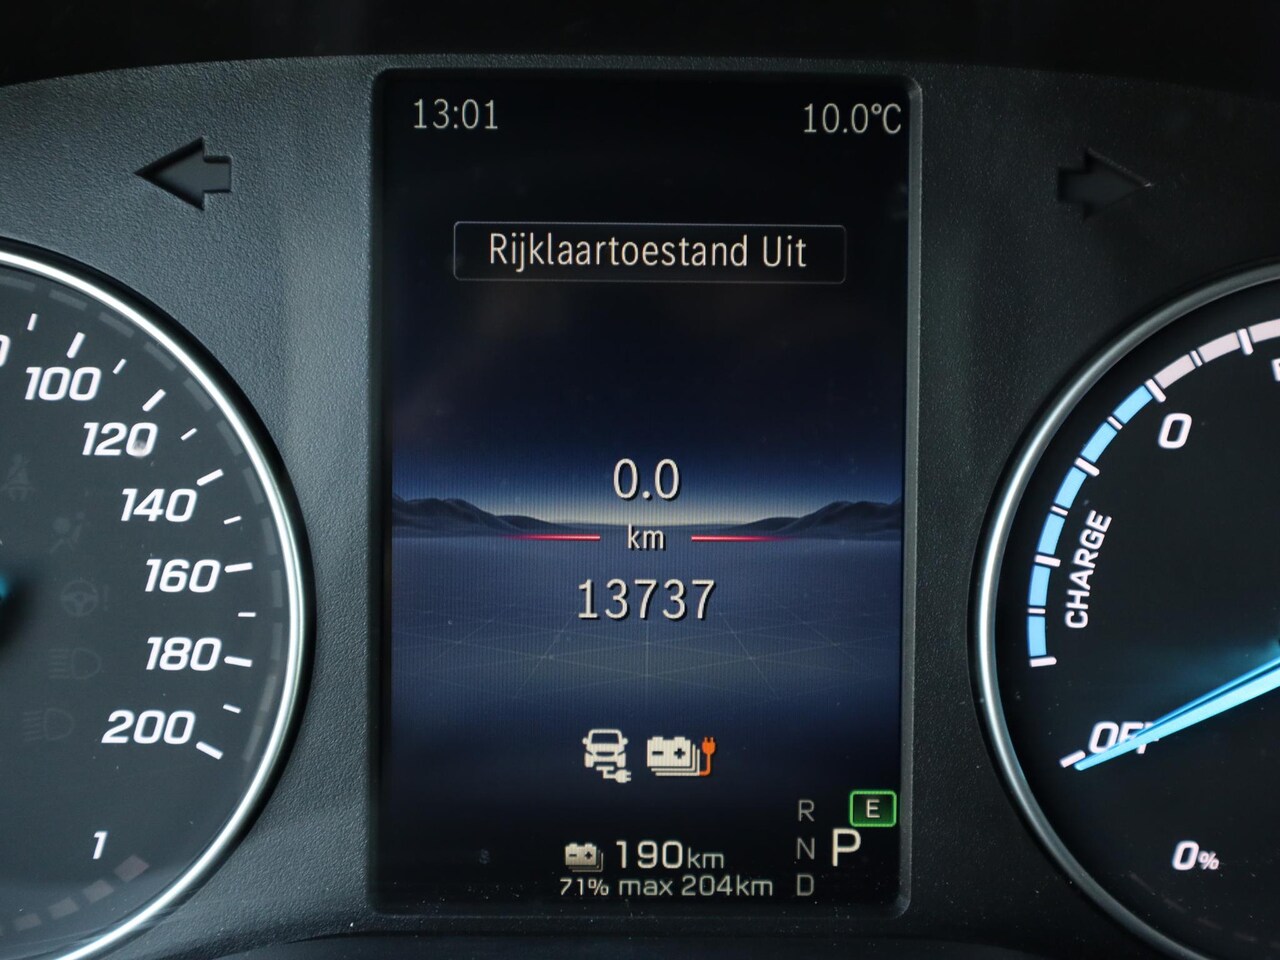 13:01
10.0°C
Rijklaartoestand Uit
100
120
140
160
180
200
1
0.0
km
13737
0
CHARGE
OFF
0%
R
E
N
P
D
190km
71% max 204km